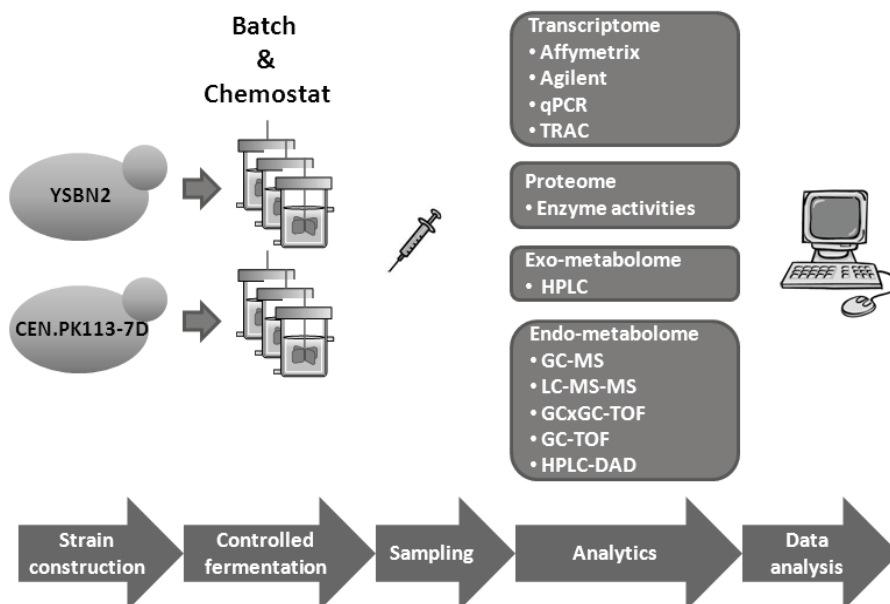 Batch
&
Chemostat
YSBN2
CEN.PK113-7D
Transcriptome
• Affymetrix
• Agilent
• qPCR
• TRAC
Proteome
• Enzyme activities
Exo-metabolome
• HPLC
Endo-metabolome
• GC-MS
• LC-MS-MS
• GCxGC-TOF
• GC-TOF
• HPLC-DAD
Strain
construction
Controlled
fermentation
Sampling
Analytics
Data
analysis